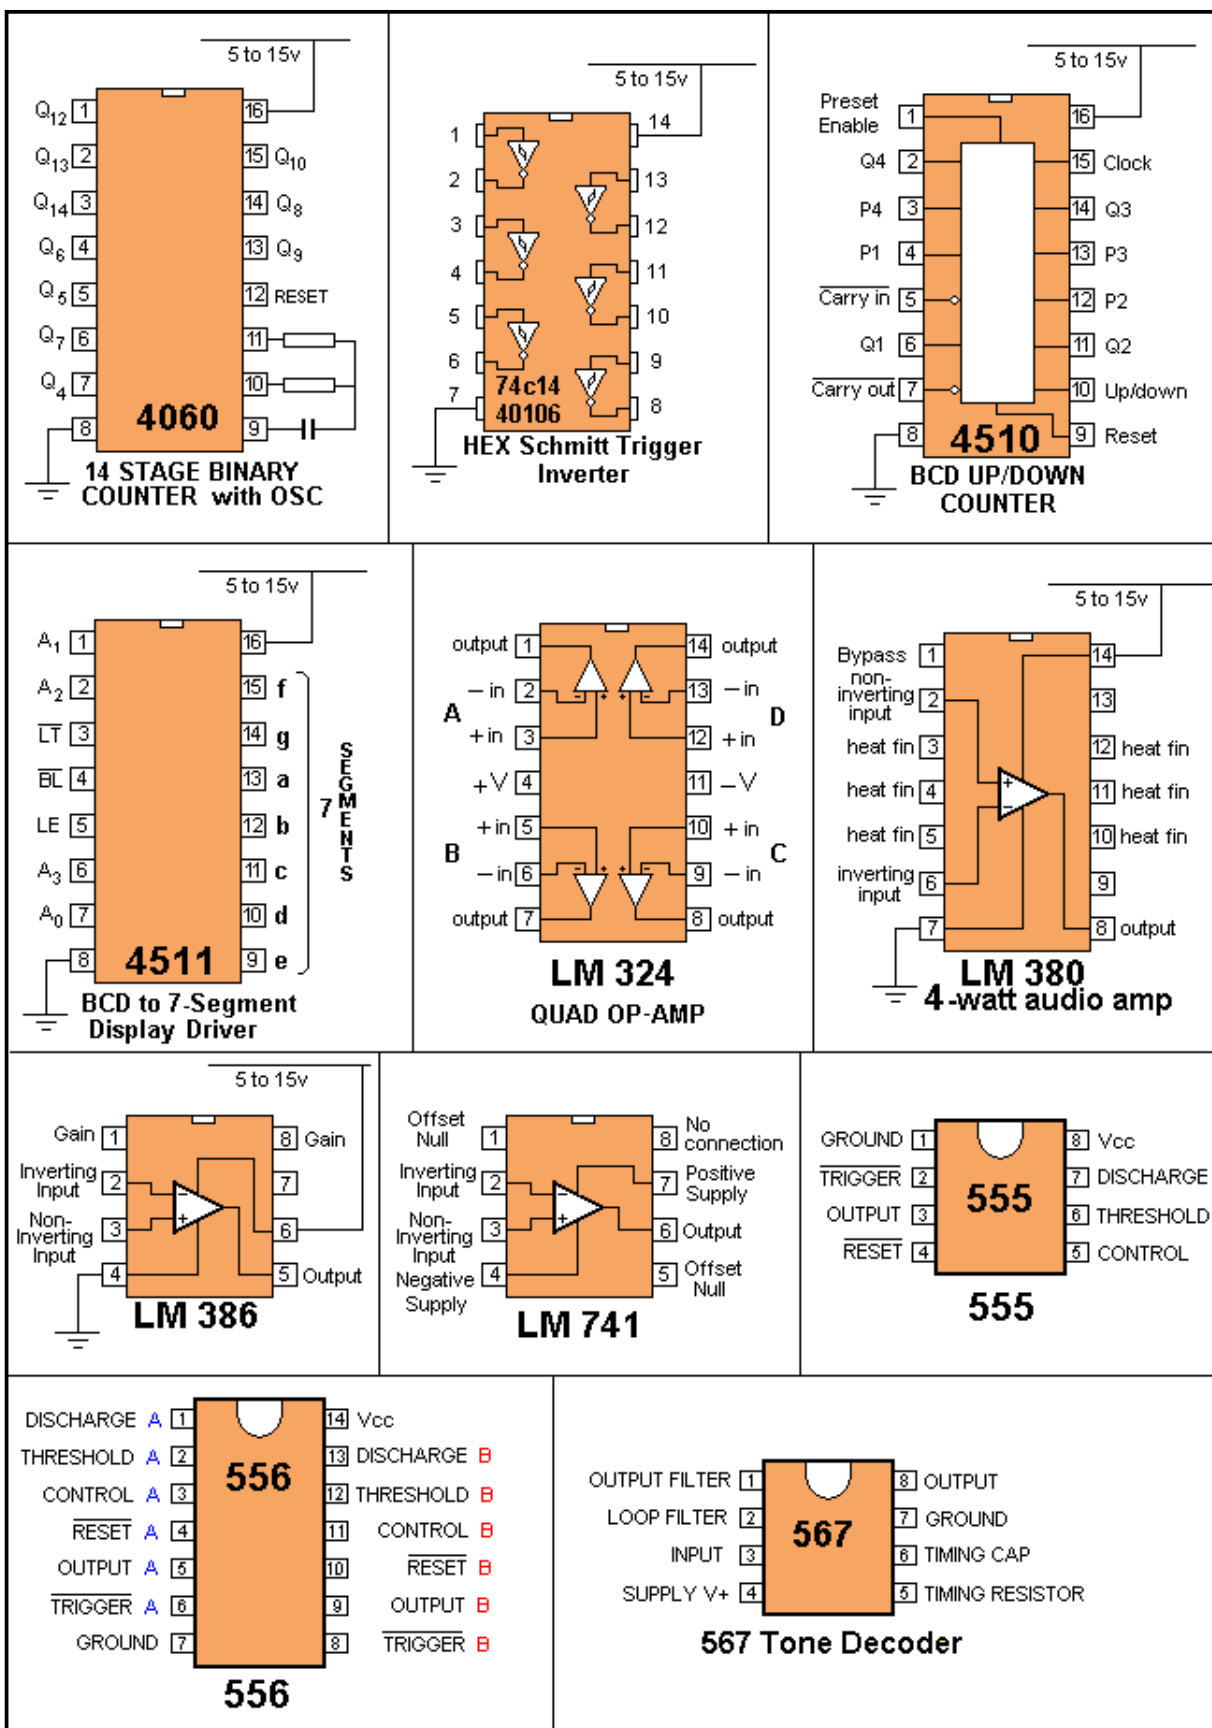 5 to 15v
Q12 1 16
Q13 2 15 Q10
Q14 3 14 Q8
Q6 4 13 Q9
Q5 5 12 RESET
Q7 6 11
Q4 7 10
8 4060 9
14 STAGE BINARY
COUNTER with OSC
5 to 15v
1 14
2 13
3 12
4 11
5 10
6 9
7 8
74c14
40106
HEX Schmitt Trigger
Inverter
5 to 15v
Preset
Enable 1 16
Q4 2 15 Clock
P4 3 14 Q3
P1 4 13 P3
Carry in 5 12 P2
Q1 6 11 Q2
Carry out 7 10 Up/down
8 4510 9 Reset
BCD UP/DOWN
COUNTER
5 to 15v
A1 1 16
A2 2 15 f
LT 3 14 g
BL 4 13 a
LE 5 12 b
A3 6 11 c
A0 7 10 d
8 4511 9 e
7 SEGMENTS
BCD to 7-Segment
Display Driver
output 1 14 output
− in 2 13 − in
A D
+ in 3 12 + in
+V 4 11 −V
+ in 5 10 + in
B C
− in 6 9 − in
output 7 8 output
LM 324
QUAD OP-AMP
5 to 15v
Bypass 1 14
non-
inverting
input 2 13
heat fin 3 12 heat fin
heat fin 4 11 heat fin
heat fin 5 10 heat fin
inverting
input 6 9
7 8 output
LM 380
4-watt audio amp
5 to 15v
Gain 1 8 Gain
Inverting
Input 2 7
Non-
Inverting
Input 3 6
4 5 Output
LM 386
Offset
Null 1 8 No
connection
Inverting
Input 2 7 Positive
Supply
Non-
Inverting
Input 3 6 Output
Negative
Supply 4 5 Offset
Null
LM 741
GROUND 1 8 Vcc
TRIGGER 2 7 DISCHARGE
555
OUTPUT 3 6 THRESHOLD
RESET 4 5 CONTROL
555
DISCHARGE A 1 14 Vcc
THRESHOLD A 2 13 DISCHARGE B
556
CONTROL A 3 12 THRESHOLD B
RESET A 4 11 CONTROL B
OUTPUT A 5 10 RESET B
TRIGGER A 6 9 OUTPUT B
GROUND 7 8 TRIGGER B
556
OUTPUT FILTER 1 8 OUTPUT
LOOP FILTER 2 7 GROUND
567
INPUT 3 6 TIMING CAP
SUPPLY V+ 4 5 TIMING RESISTOR
567 Tone Decoder